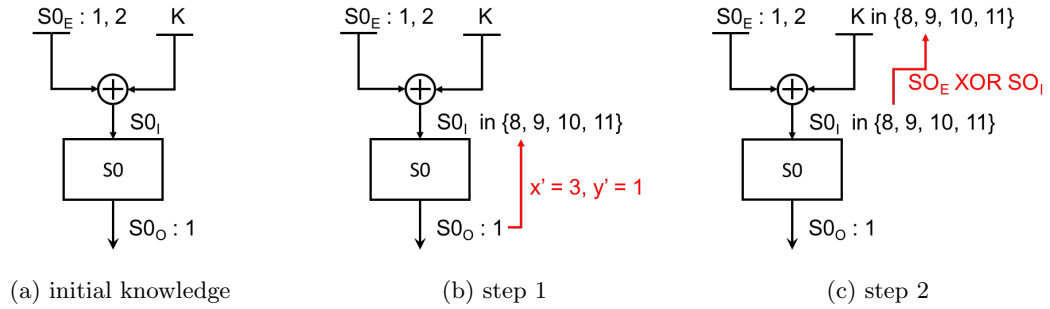 S0E : 1, 2 K
S0I
S0
S0O : 1
(a) initial knowledge
S0E : 1, 2 K
S0I in {8, 9, 10, 11}
S0
x' = 3, y' = 1
S0O : 1
(b) step 1
S0E : 1, 2 K in {8, 9, 10, 11}
SOE XOR SOI
S0I in {8, 9, 10, 11}
S0
S0O : 1
(c) step 2